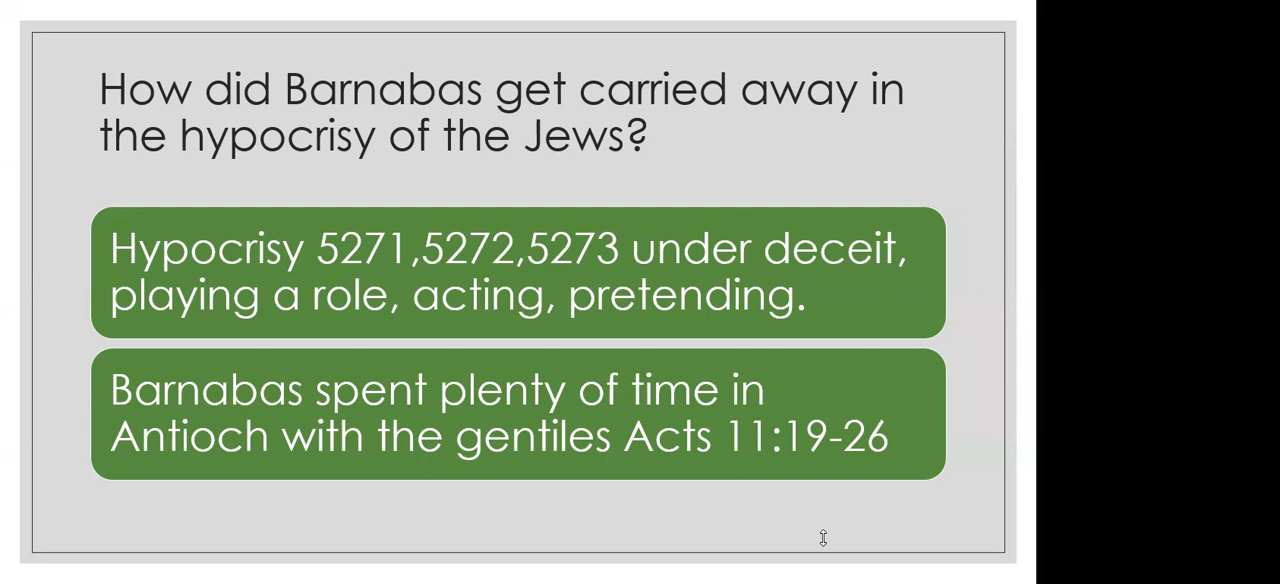 How did Barnabas get carried away in
the hypocrisy of the Jews?
Hypocrisy 5271,5272,5273 under deceit,
playing a role, acting, pretending.
Barnabas spent plenty of time in
Antioch with the gentiles Acts 11:19-26